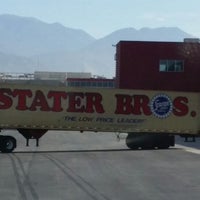 STATER BROS.
"THE LOW PRICE LEADER"